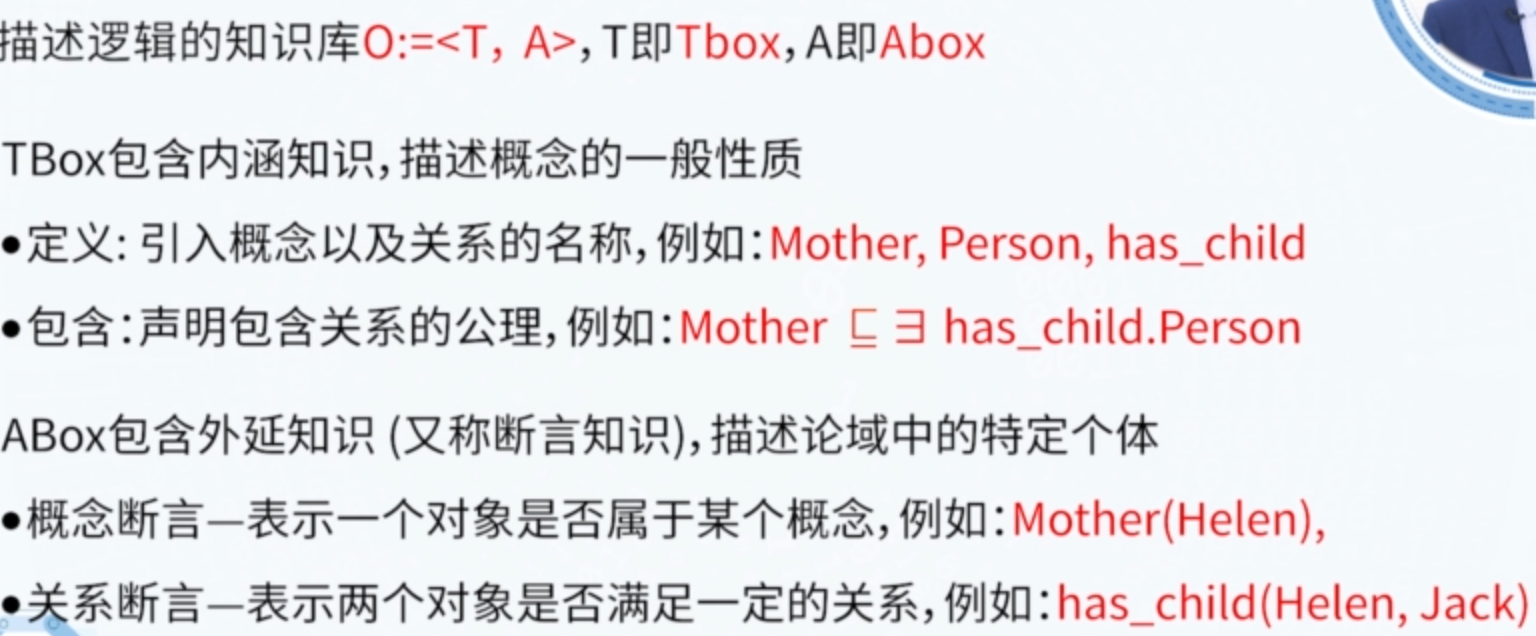 描述逻辑的知识库O:=<T, A>, T即Tbox, A即Abox
TBox包含内涵知识, 描述概念的一般性质
●定义: 引入概念以及关系的名称, 例如: Mother, Person, has_child
●包含: 声明包含关系的公理, 例如: Mother ⊑ ∃ has_child.Person
ABox包含外延知识 (又称断言知识), 描述论域中的特定个体
●概念断言—表示一个对象是否属于某个概念, 例如: Mother(Helen),
●关系断言—表示两个对象是否满足一定的关系, 例如: has_child(Helen, Jack)